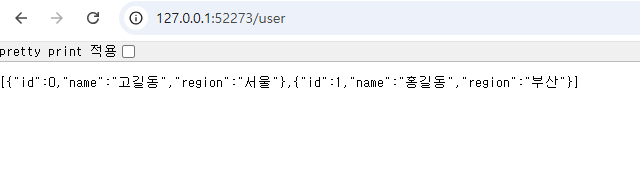 127.0.0.1:52273/user
pretty print 적용
[{"id":0,"name":"고길동","region":"서울"},{"id":1,"name":"홍길동","region":"부산"}]